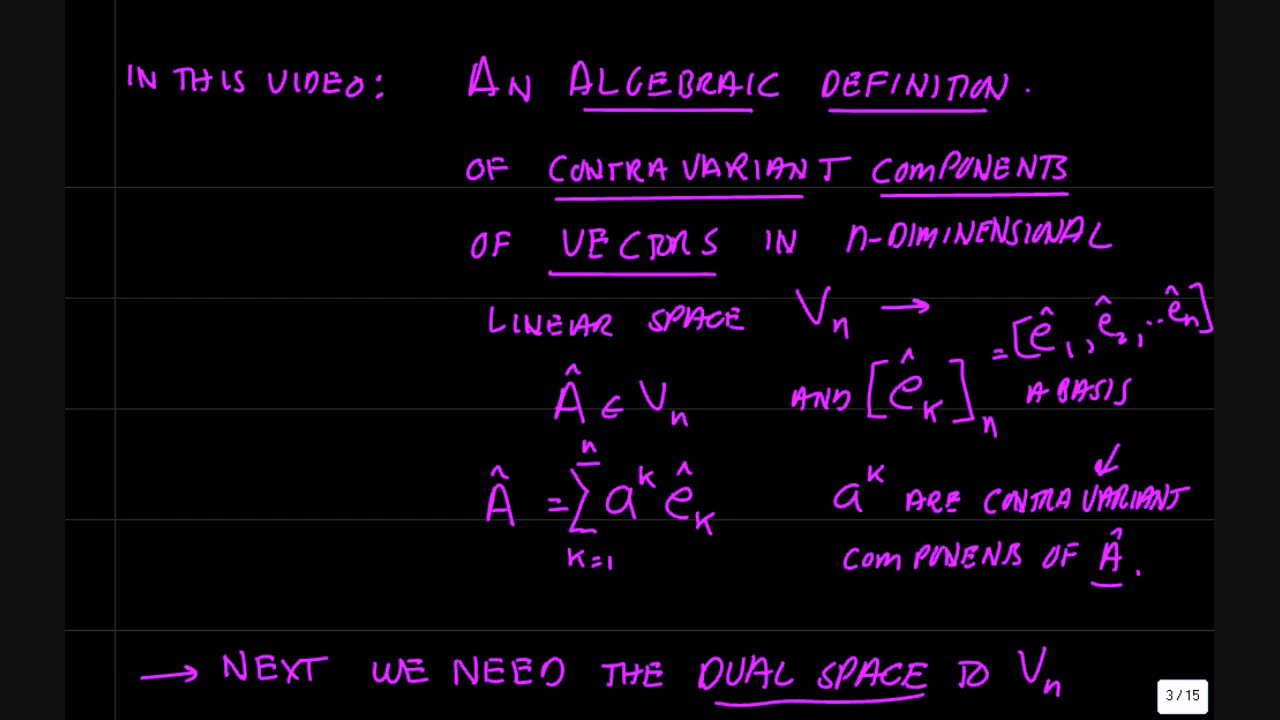 IN THIS VIDEO: AN ALGEBRAIC DEFINITION.
OF CONTRAVARIANT COMPONENTS
OF VECTORS IN n-DIMINENSIONAL
LINEAR SPACE Vₙ → = [ê₁, ê₂, ..êₙ]
Â ∈ Vₙ AND [êₖ]ₙ A BASIS
Â = ∑ₖ₌₁ⁿ aᵏ êₖ aᵏ ARE CONTRAVARIANT
COMPONENS OF Â.
→ NEXT WE NEED THE DUAL SPACE TO Vₙ
3 / 15